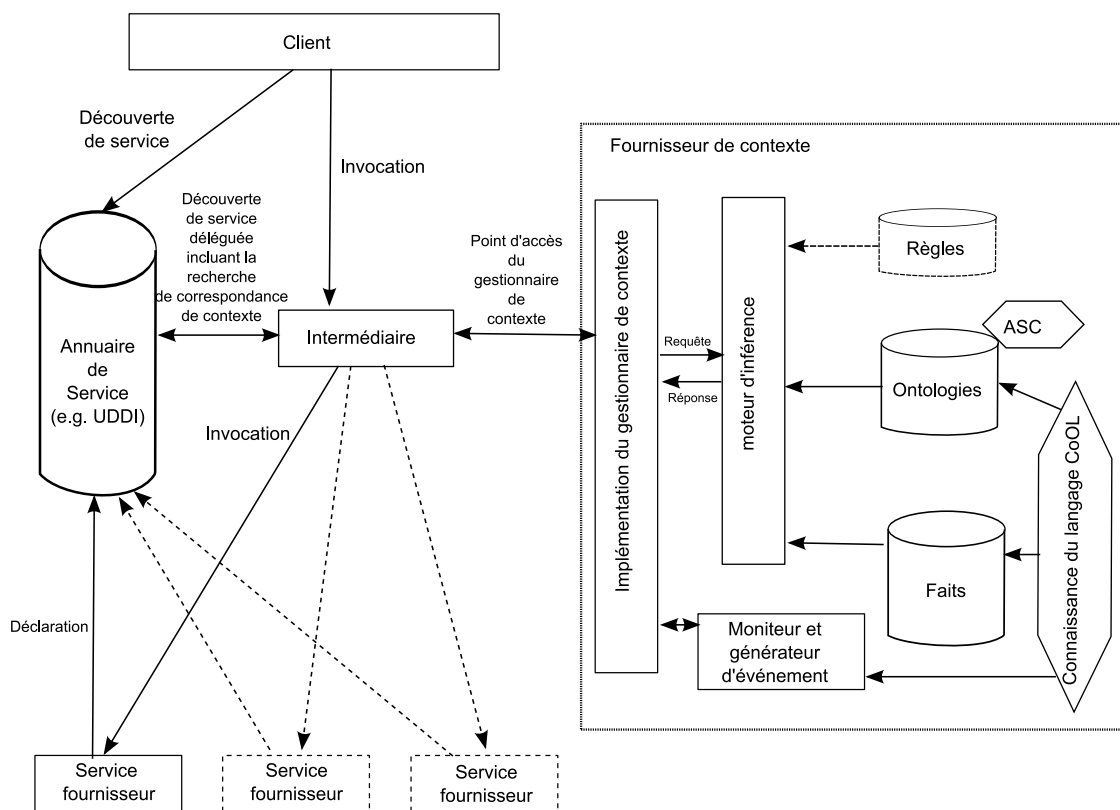 Client
Découverte
de service
Invocation
Découverte
de service
déléguée
incluant la
recherche
de correspondance
de contexte
Point d'accès
du
gestionnaire
de
contexte
Annuaire
de
Service
(e.g. UDDI)
Intermédiaire
Invocation
Déclaration
Service
fournisseur
Service
fournisseur
Service
fournisseur
Fournisseur de contexte
Implémentation du gestionnaire de contexte
Requête
Réponse
moteur d'inférence
Règles
ASC
Ontologies
Faits
Connaissance du langage CoOL
Moniteur et
générateur
d'événement